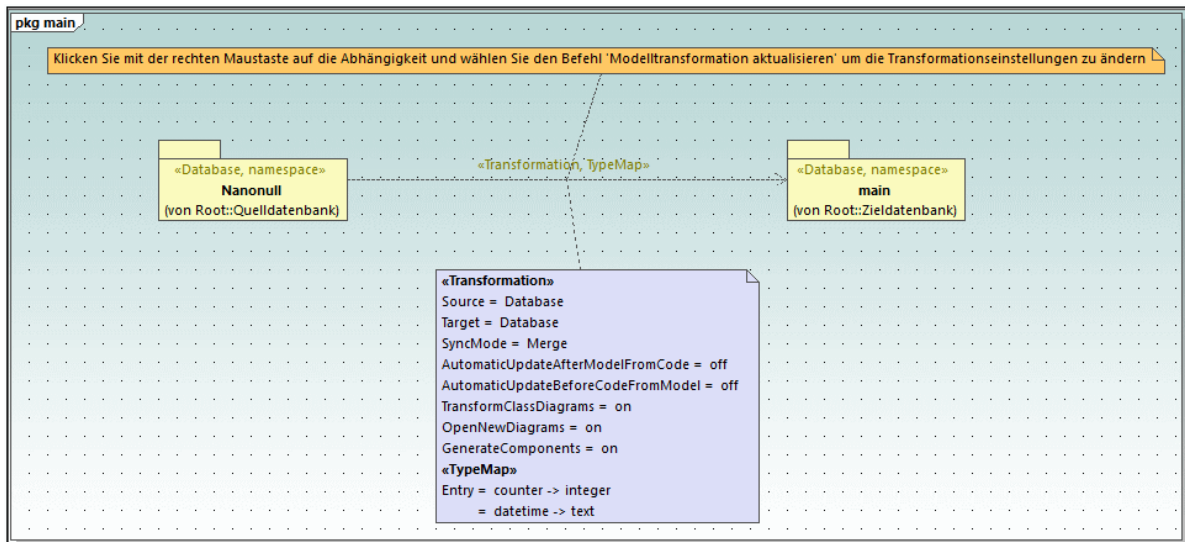 pkg main
Klicken Sie mit der rechten Maustaste auf die Abhängigkeit und wählen Sie den Befehl 'Modelltransformation aktualisieren' um die Transformationseinstellungen zu ändern
«Transformation, TypeMap»
«Database, namespace»
Nanonull
(von Root::Quelldatenbank)
«Database, namespace»
main
(von Root::Zieldatenbank)
«Transformation»
Source = Database
Target = Database
SyncMode = Merge
AutomaticUpdateAfterModelFromCode = off
AutomaticUpdateBeforeCodeFromModel = off
TransformClassDiagrams = on
OpenNewDiagrams = on
GenerateComponents = on
«TypeMap»
Entry = counter -> integer
= datetime -> text